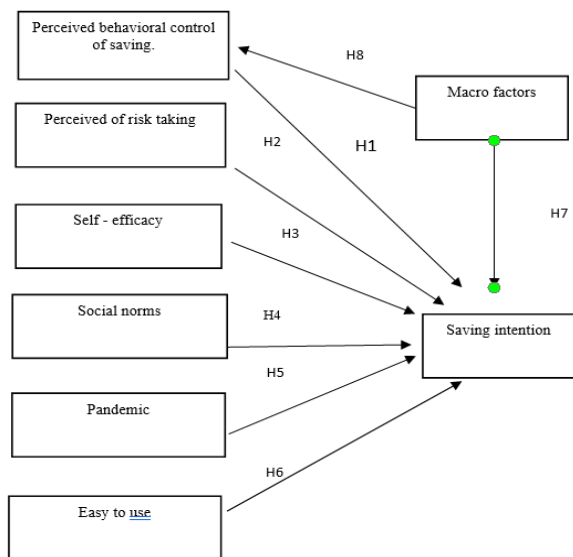 Perceived behavioral control
of saving.
H8
Macro factors
Perceived of risk taking
H2
H1
H7
Self - efficacy
H3
Social norms
H4
Saving intention
H5
Pandemic
H6
Easy to use